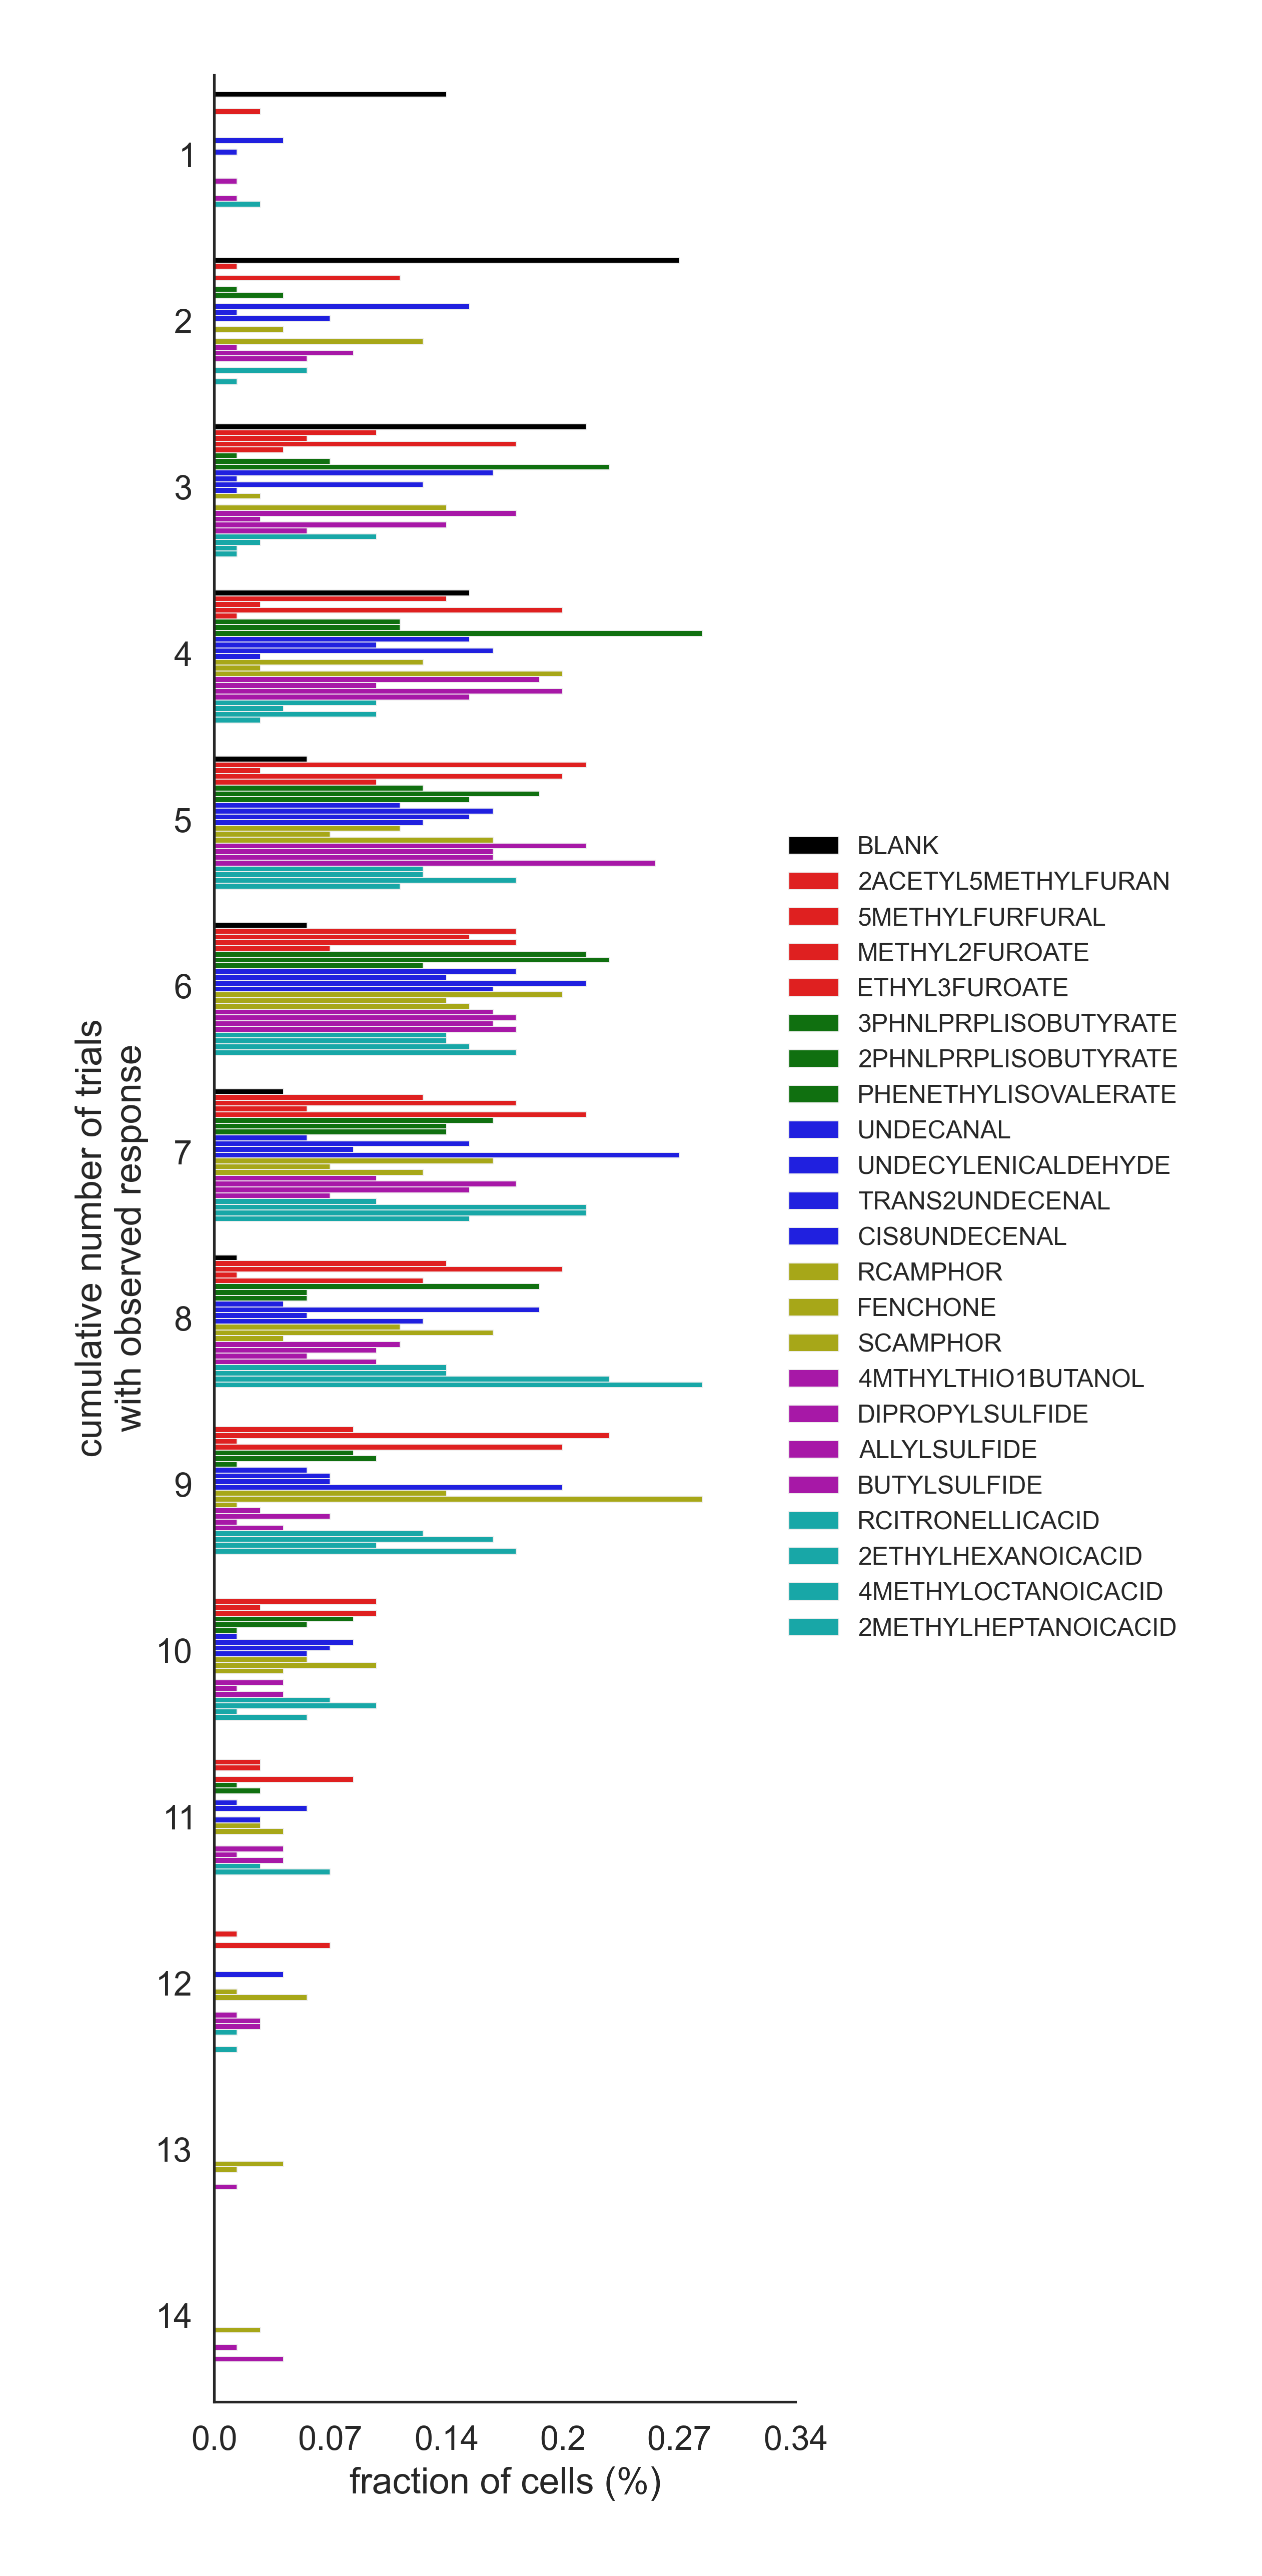 1
2
3
4
5
6
7
8
9
10
11
12
13
14
cumulative number of trials
with observed response
0.0 0.07 0.14 0.2 0.27 0.34
fraction of cells (%)
BLANK
2ACETYL5METHYLFURAN
5METHYLFURFURAL
METHYL2FUROATE
ETHYL3FUROATE
3PHNLPRPLISOBUTYRATE
2PHNLPRPLISOBUTYRATE
PHENETHYLISOVALERATE
UNDECANAL
UNDECYLENICALDEHYDE
TRANS2UNDECENAL
CIS8UNDECENAL
RCAMPHOR
FENCHONE
SCAMPHOR
4MTHYLTHIO1BUTANOL
DIPROPYLSULFIDE
ALLYLSULFIDE
BUTYLSULFIDE
RCITRONELLICACID
2ETHYLHEXANOICACID
4METHYLOCTANOICACID
2METHYLHEPTANOICACID